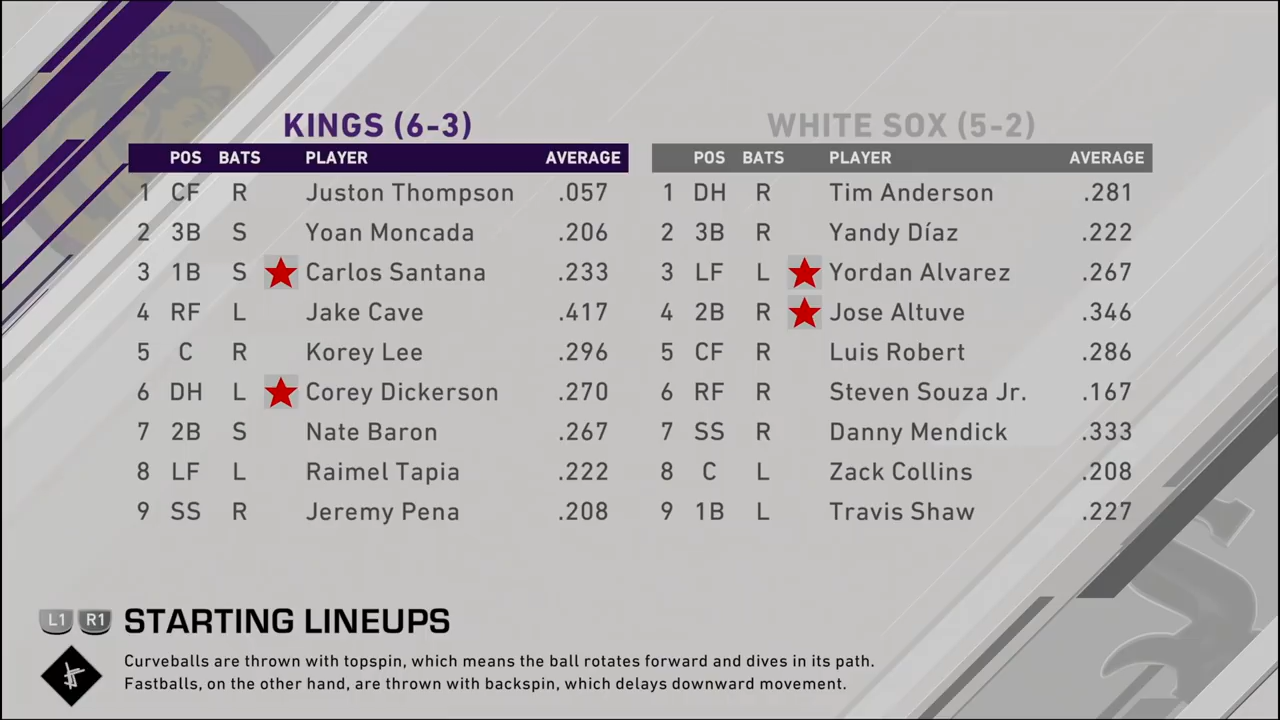 KINGS (6-3)
POS BATS PLAYER AVERAGE
1 CF R Juston Thompson .057
2 3B S Yoan Moncada .206
3 1B S Carlos Santana .233
4 RF L Jake Cave .417
5 C R Korey Lee .296
6 DH L Corey Dickerson .270
7 2B S Nate Baron .267
8 LF L Raimel Tapia .222
9 SS R Jeremy Pena .208
WHITE SOX (5-2)
POS BATS PLAYER AVERAGE
1 DH R Tim Anderson .281
2 3B R Yandy Díaz .222
3 LF L Yordan Alvarez .267
4 2B R Jose Altuve .346
5 CF R Luis Robert .286
6 RF R Steven Souza Jr. .167
7 SS R Danny Mendick .333
8 C L Zack Collins .208
9 1B L Travis Shaw .227
L1 R1 STARTING LINEUPS
Curveballs are thrown with topspin, which means the ball rotates forward and dives in its path.
Fastballs, on the other hand, are thrown with backspin, which delays downward movement.